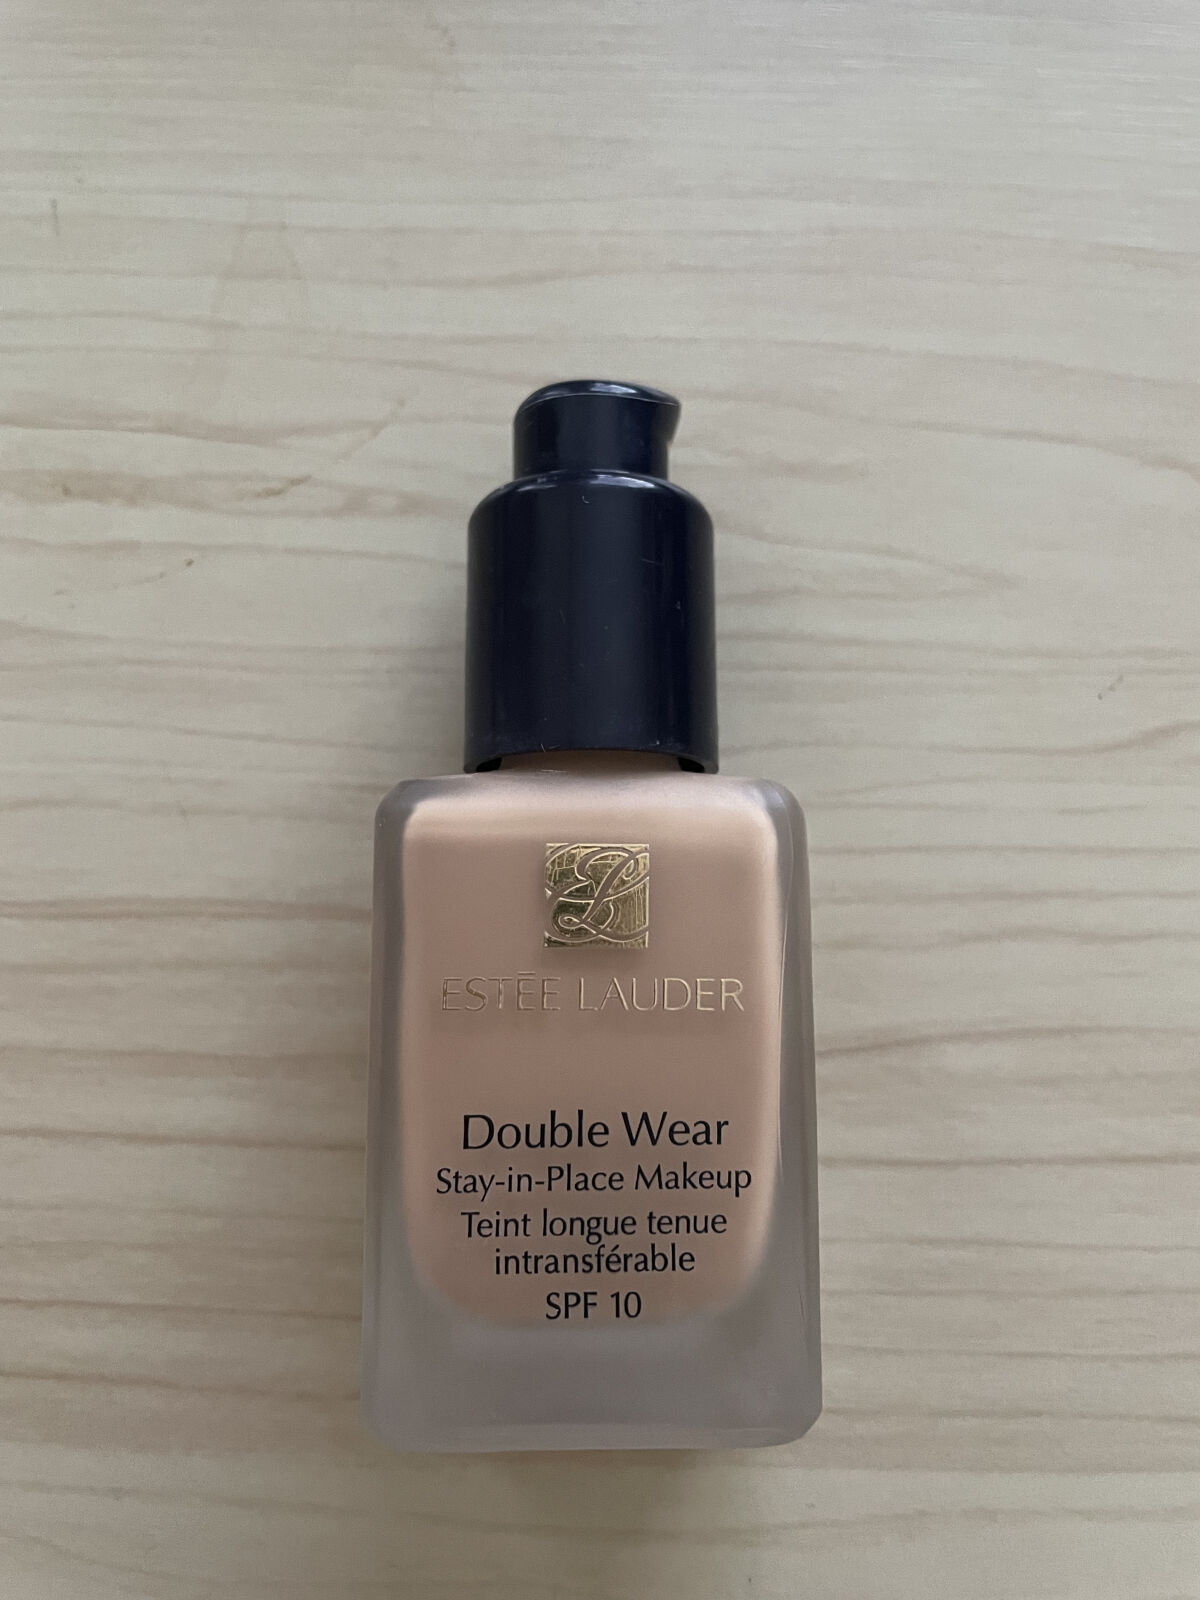 ESTĒE LAUDER
Double Wear
Stay-in-Place Makeup
Teint longue tenue
intransférable
SPF 10